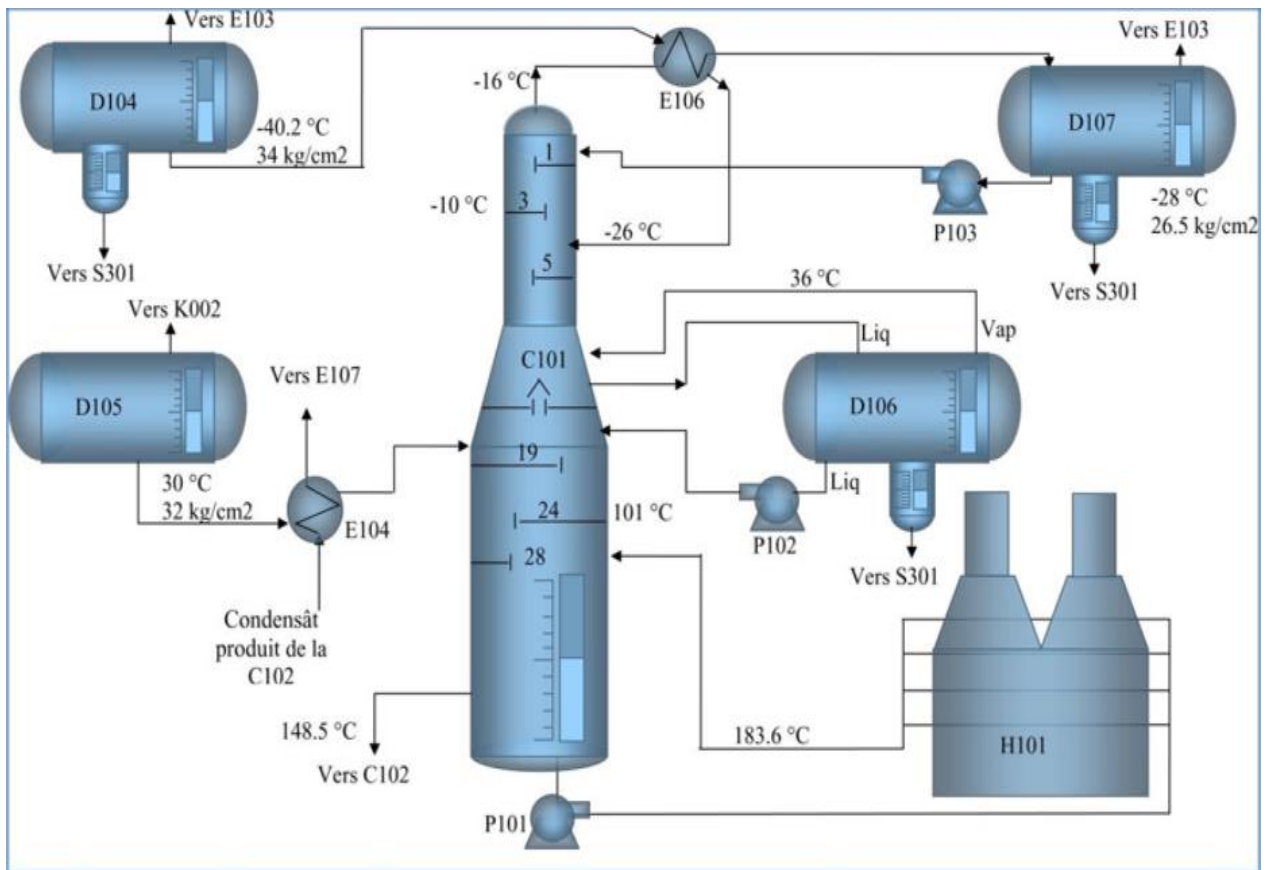 Vers E103
D104
-40.2 °C
34 kg/cm2
Vers S301
-16 °C
E106
Vers E103
D107
-28 °C
26.5 kg/cm2
Vers S301
P103
1
-10 °C
3
-26 °C
5
Vers K002
D105
30 °C
32 kg/cm2
Vers E107
E104
Condensât
produit de la
C102
36 °C
Liq
Vap
C101
D106
Liq
P102
Vers S301
19
24
101 °C
28
148.5 °C
Vers C102
183.6 °C
H101
P101